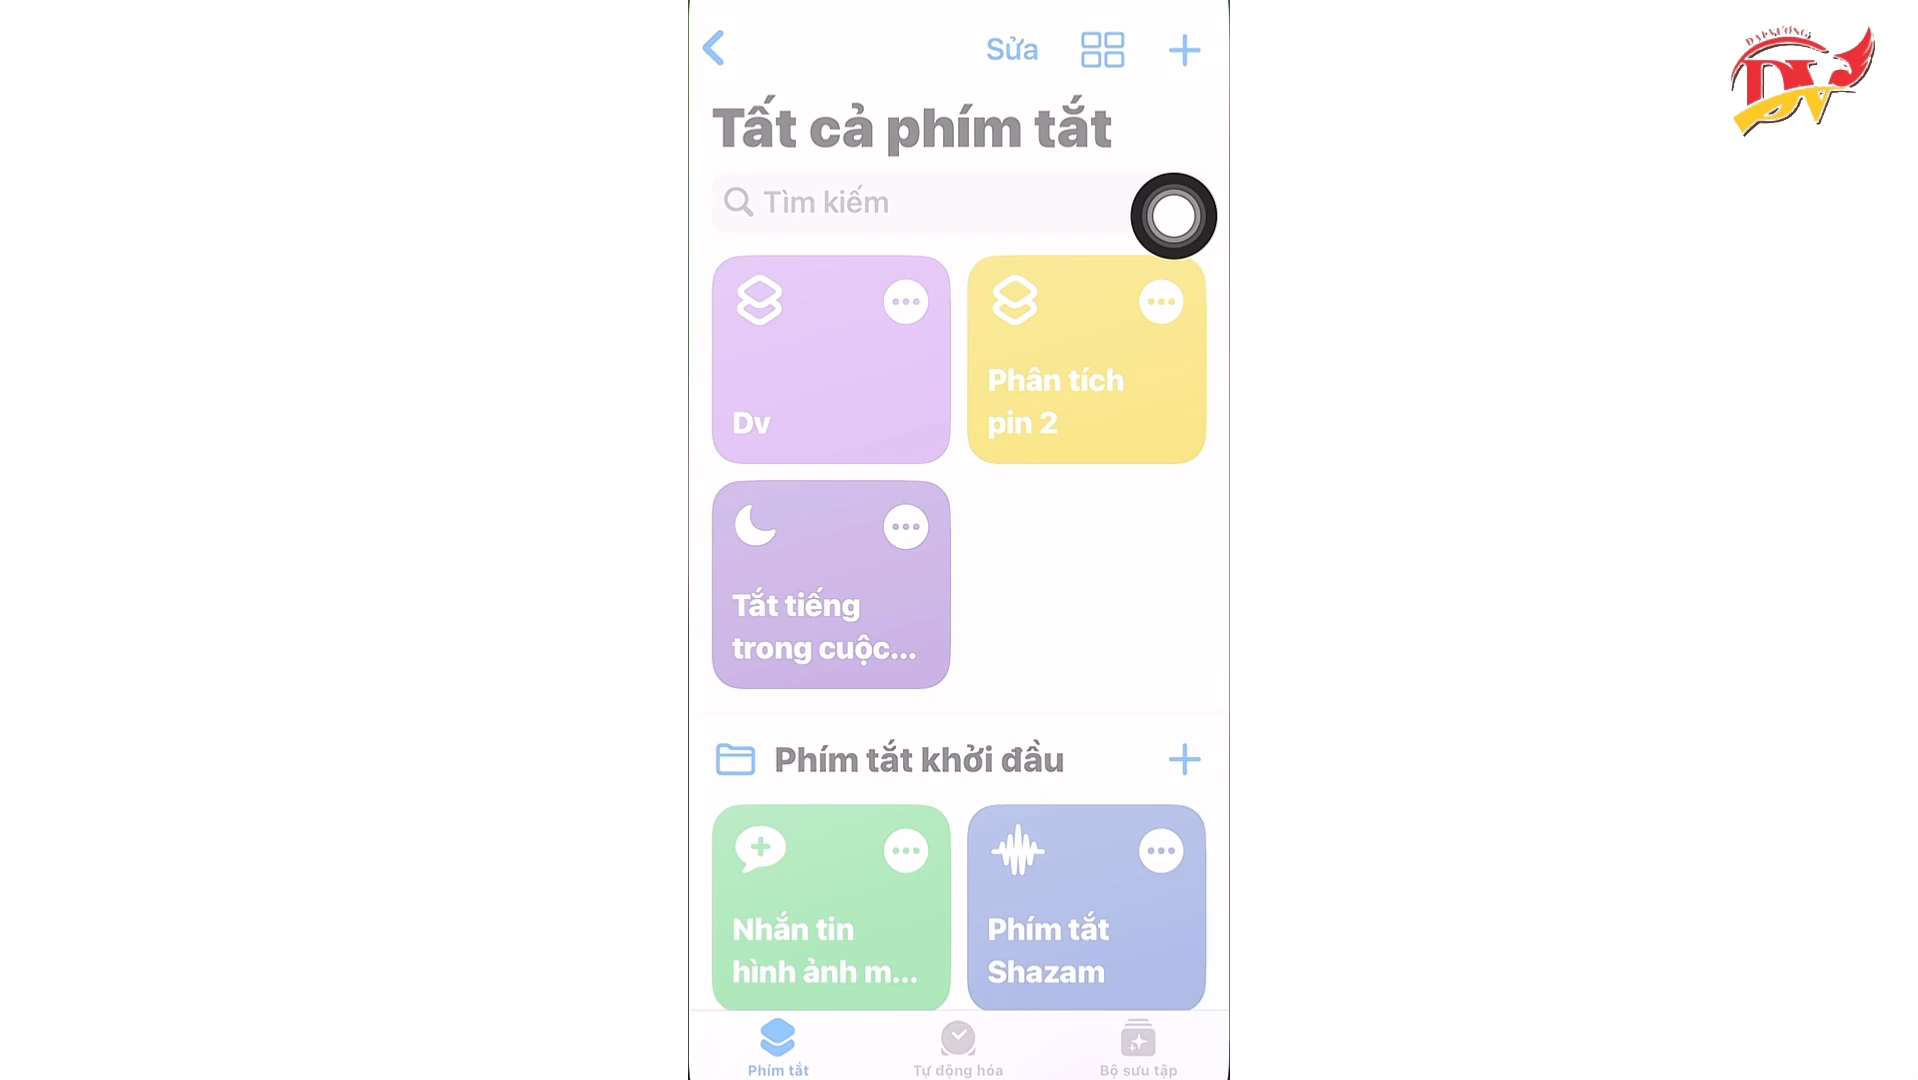 Sửa
Tất cả phím tắt
Tìm kiếm
Dv
Phân tích
pin 2
Tắt tiếng
trong cuộc...
Phím tắt khởi đầu
Nhắn tin
hình ảnh m...
Phím tắt
Shazam
Phím tắt
Tự động hóa
Bộ sưu tập
DV